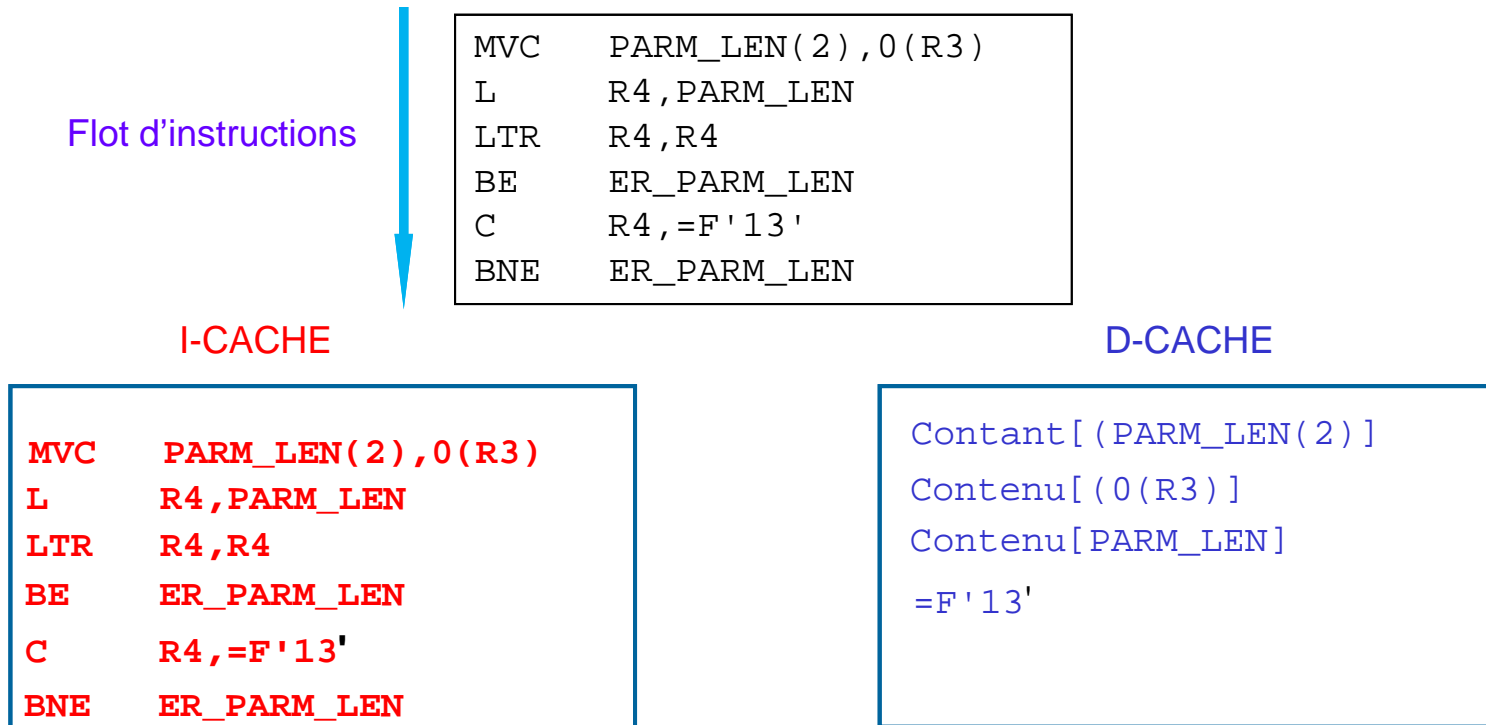 MVC PARM_LEN(2),0(R3)
L R4,PARM_LEN
Flot d'instructions
LTR R4,R4
BE ER_PARM_LEN
C R4,=F'13'
BNE ER_PARM_LEN
I-CACHE
D-CACHE
MVC PARM_LEN(2),0(R3)
L R4,PARM_LEN
LTR R4,R4
BE ER_PARM_LEN
C R4,=F'13'
BNE ER_PARM_LEN
Contant[(PARM_LEN(2)]
Contenu[(0(R3)]
Contenu[PARM_LEN]
=F'13'